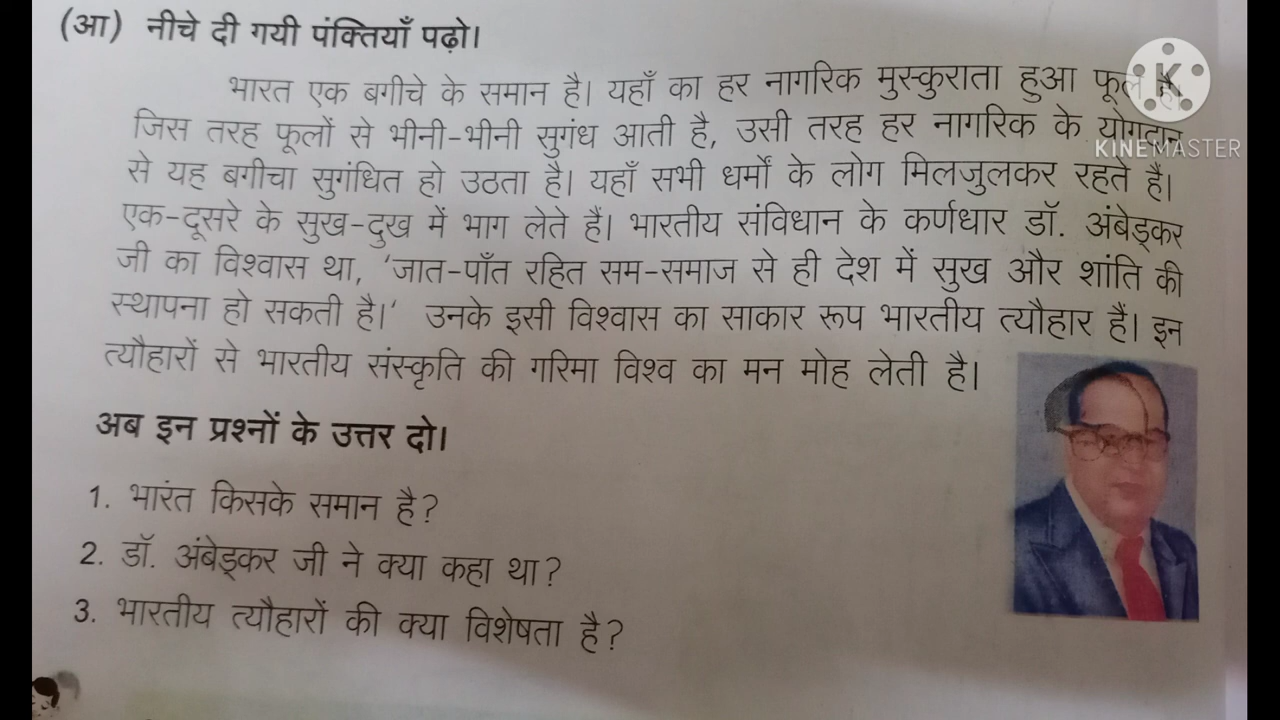 (आ) नीचे दी गयी पंक्तियाँ पढ़ो।
भारत एक बगीचे के समान है। यहाँ का हर नागरिक मुस्कुराता हुआ फूल है।
जिस तरह फूलों से भीनी-भीनी सुगंध आती है, उसी तरह हर नागरिक के योगदान
से यह बगीचा सुगंधित हो उठता है। यहाँ सभी धर्मों के लोग मिलजुलकर रहते हैं।
एक-दूसरे के सुख-दुख में भाग लेते हैं। भारतीय संविधान के कर्णधार डॉ. अंबेड्कर
जी का विश्वास था, 'जात-पाँत रहित सम-समाज से ही देश में सुख और शांति की
स्थापना हो सकती है।' उनके इसी विश्वास का साकार रूप भारतीय त्यौहार हैं। इन
त्यौहारों से भारतीय संस्कृति की गरिमा विश्व का मन मोह लेती है।
अब इन प्रश्नों के उत्तर दो।
1. भारत किसके समान है?
2. डॉ. अंबेड्कर जी ने क्या कहा था?
3. भारतीय त्यौहारों की क्या विशेषता है?
K
KINEMASTER